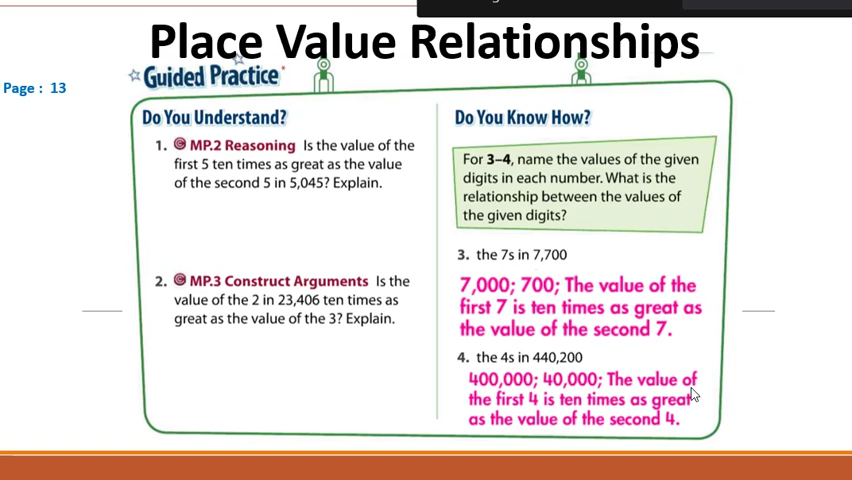 Place Value Relationships
Guided Practice
Page : 13
Do You Understand?
1. MP.2 Reasoning Is the value of the
first 5 ten times as great as the value
of the second 5 in 5,045? Explain.
2. MP.3 Construct Arguments Is the
value of the 2 in 23,406 ten times as
great as the value of the 3? Explain.
Do You Know How?
For 3–4, name the values of the given
digits in each number. What is the
relationship between the values of
the given digits?
3. the 7s in 7,700
7,000; 700; The value of the
first 7 is ten times as great as
the value of the second 7.
4. the 4s in 440,200
400,000; 40,000; The value of
the first 4 is ten times as great
as the value of the second 4.